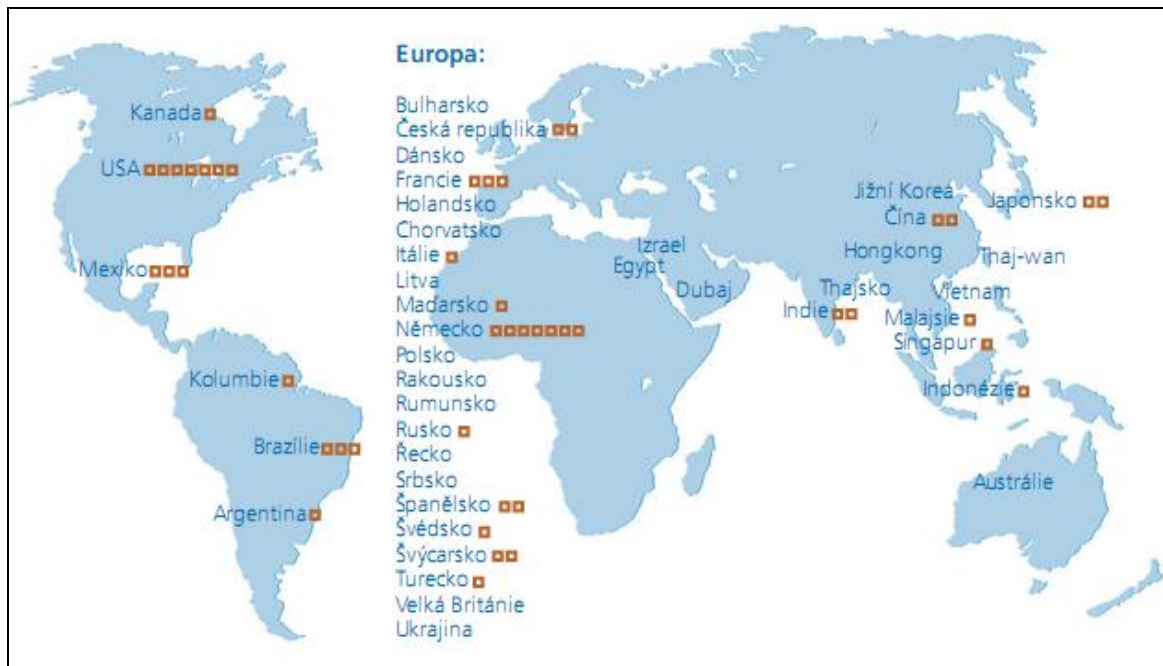 Kanada
USA
Mexiko
Kolumbie
Brazílie
Argentina
Europa:
Bulharsko
Česká republika
Dánsko
Francie
Holandsko
Chorvatsko
Itálie
Litva
Maďarsko
Německo
Polsko
Rakousko
Rumunsko
Rusko
Řecko
Srbsko
Španělsko
Švédsko
Švýcarsko
Turecko
Velká Británie
Ukrajina
Izrael
Egypt
Dubaj
Jižní Korea
Japonsko
Čína
Hongkong
Thaj-wan
Thajsko
Vietnam
Indie
Malajsie
Singapur
Indonézie
Austrálie